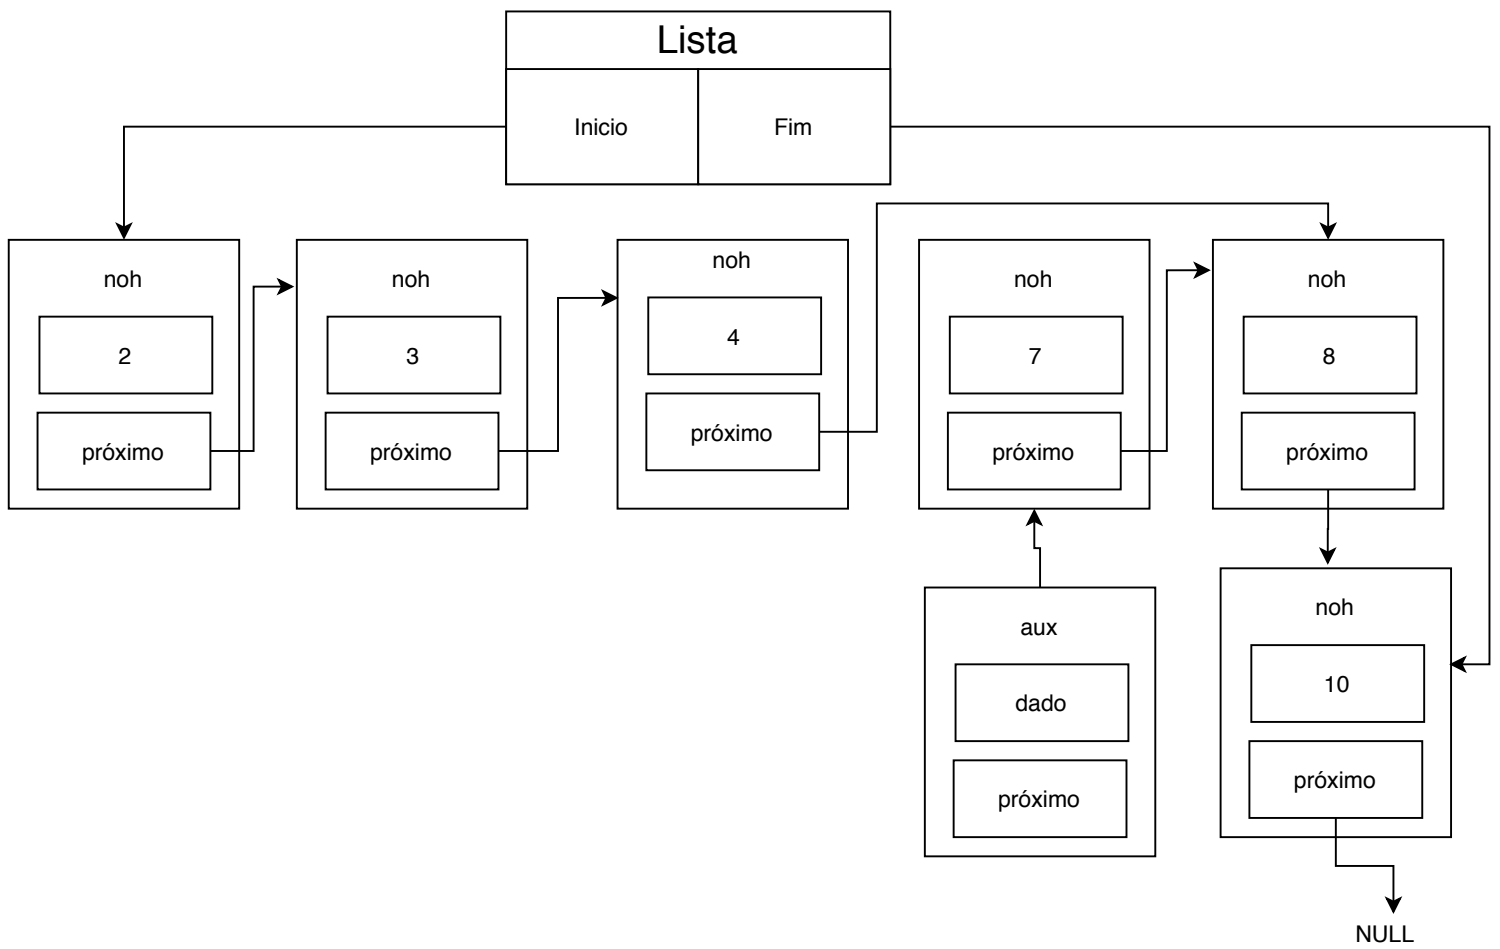 Lista
Inicio
Fim
noh
2
próximo
noh
3
próximo
noh
4
próximo
noh
7
próximo
noh
8
próximo
aux
dado
próximo
noh
10
próximo
NULL